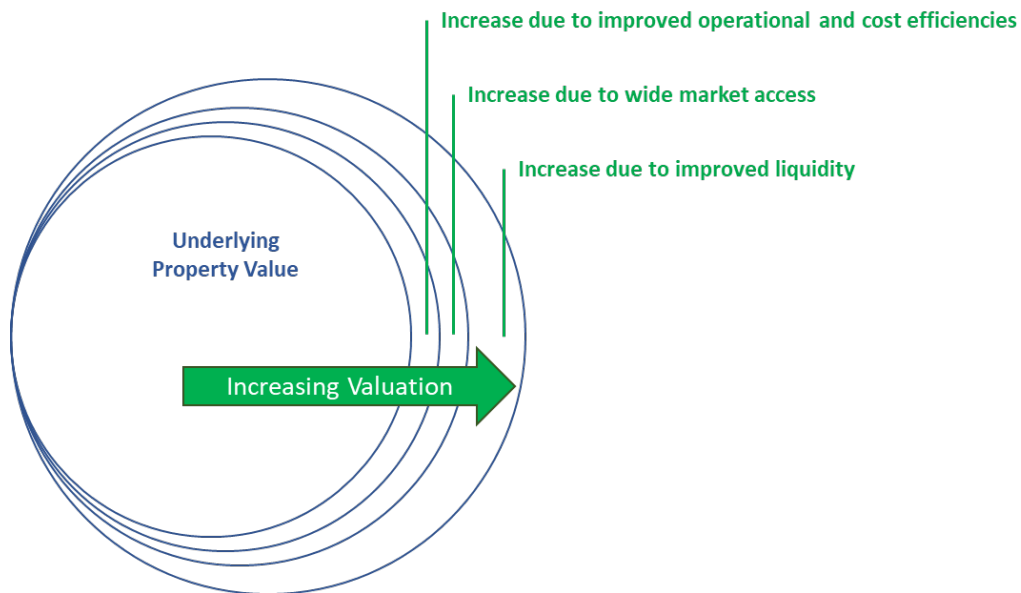 Increase due to improved operational and cost efficiencies
Increase due to wide market access
Increase due to improved liquidity
Underlying
Property Value
Increasing Valuation